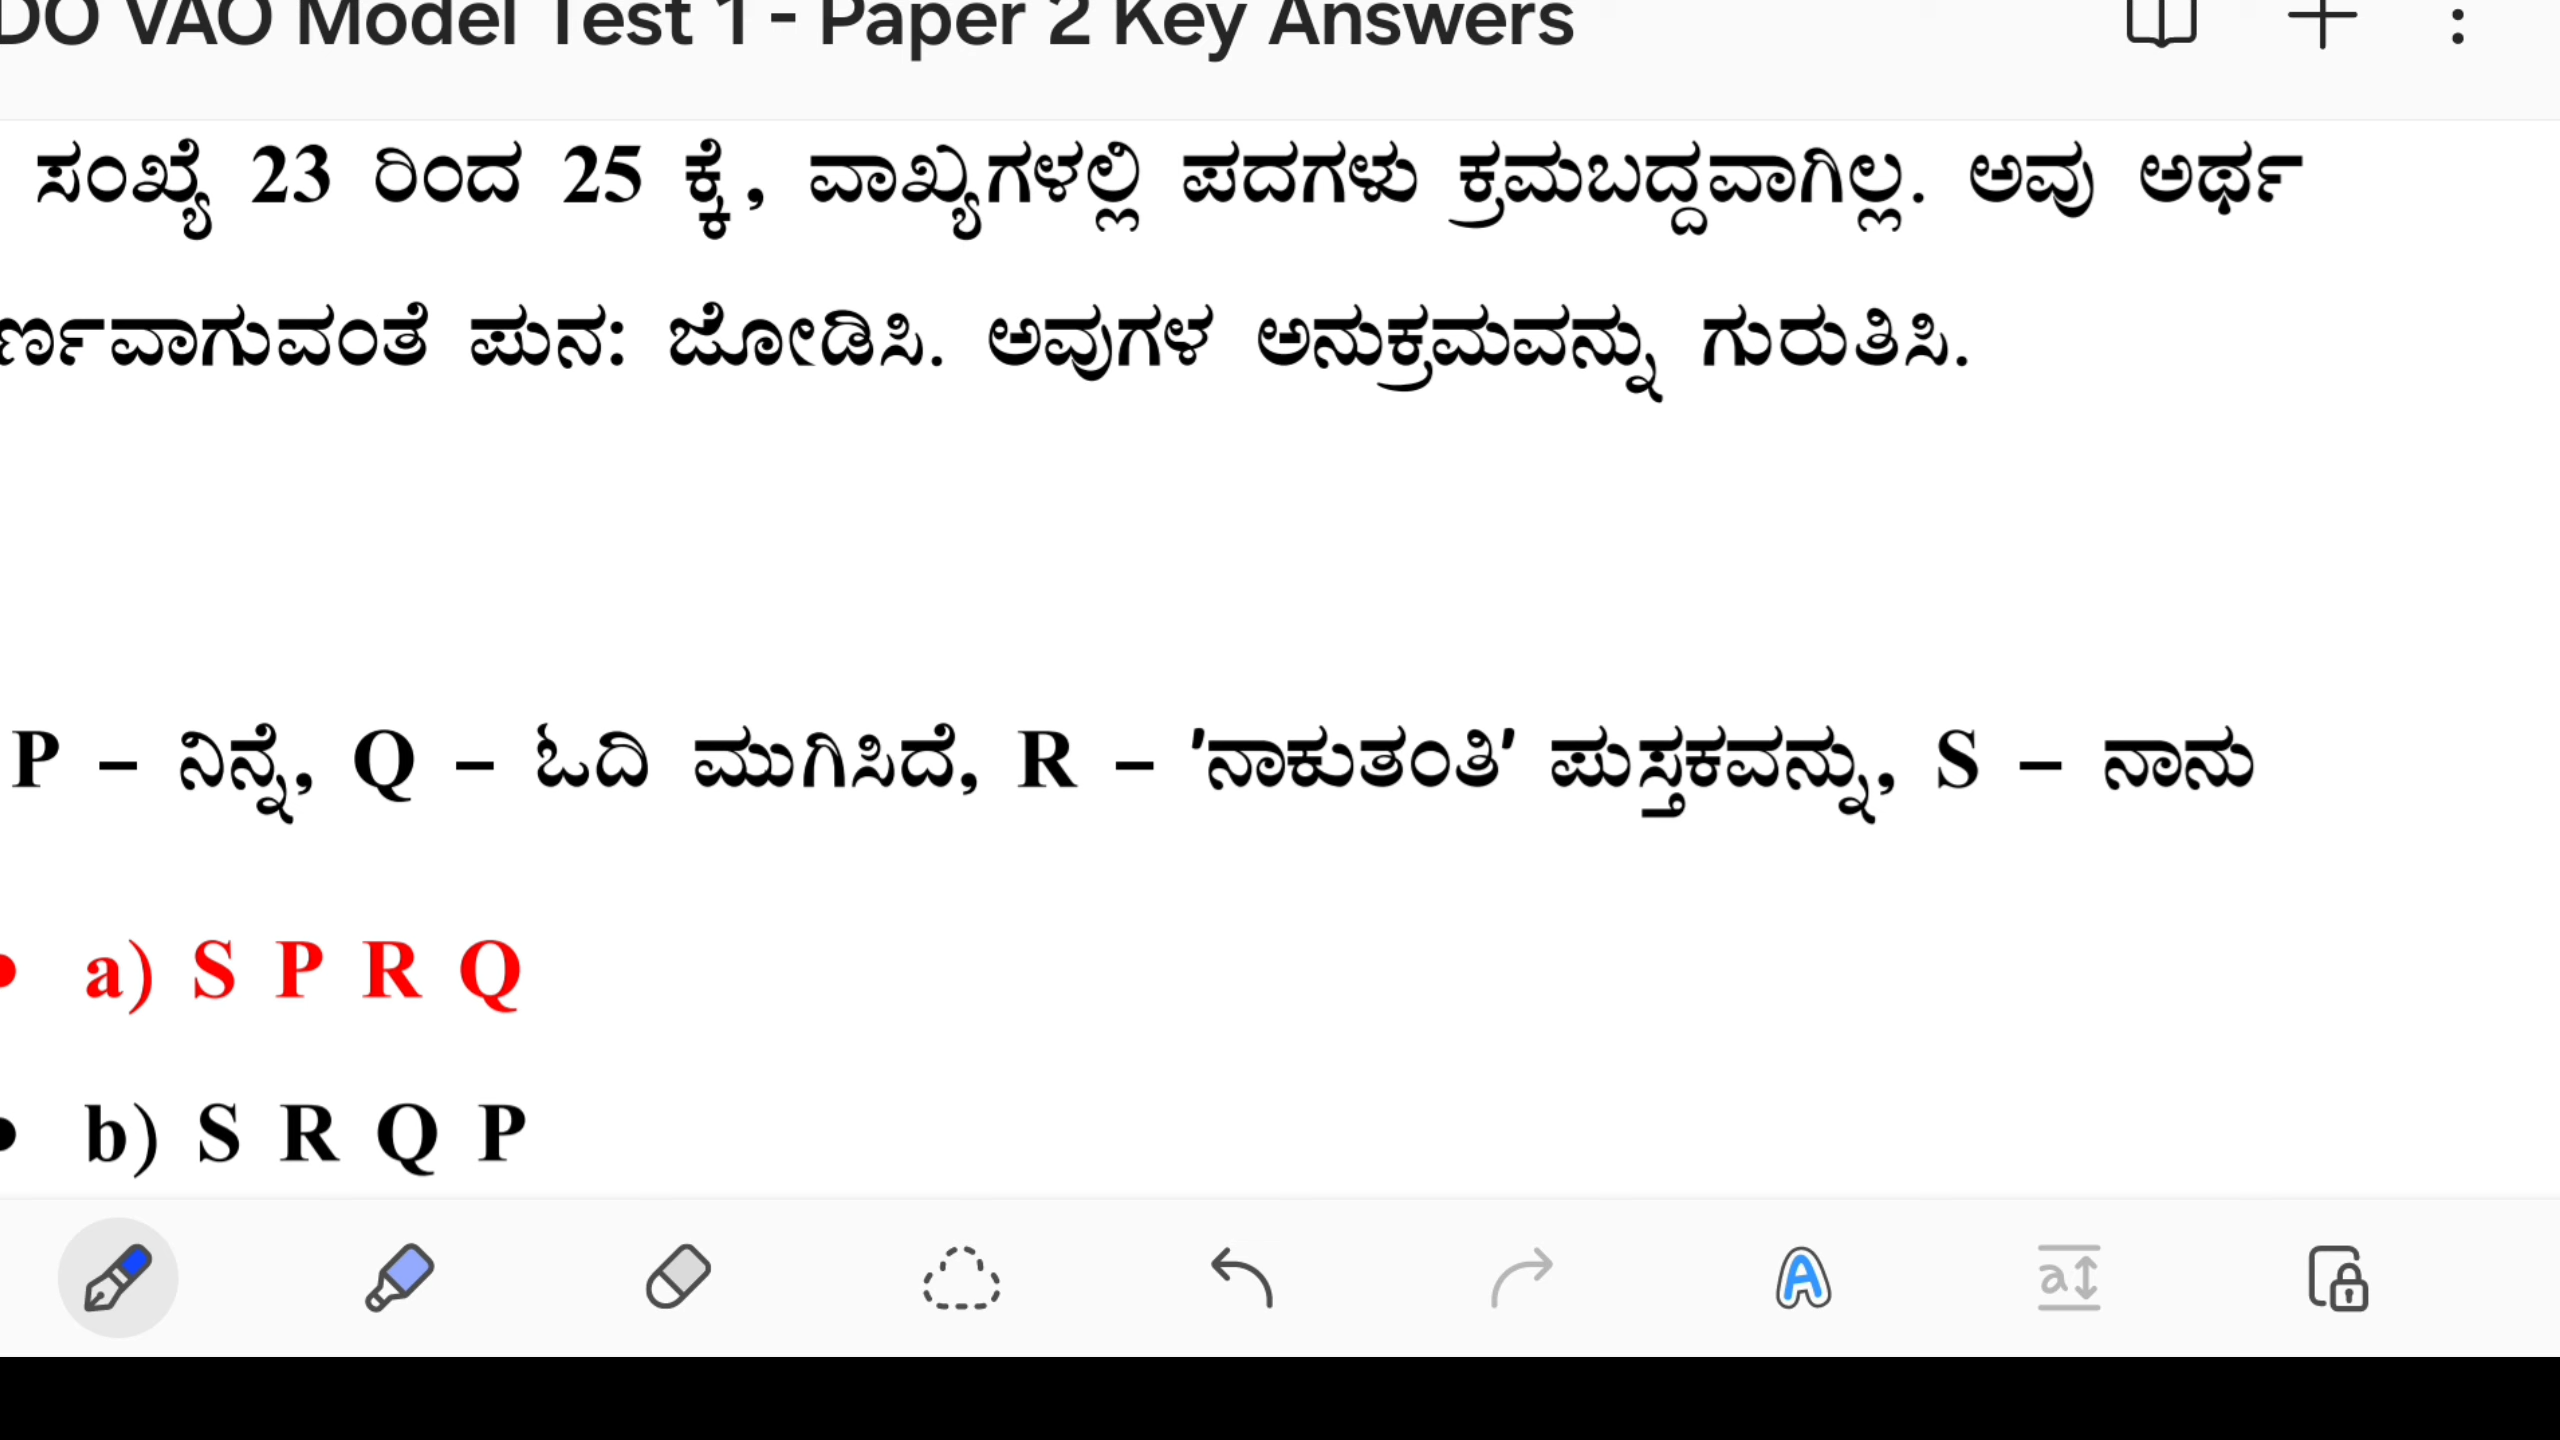 DO VAO Model Test 1 - Paper 2 Key Answers
ಸಂಖ್ಯೆ 23 ರಿಂದ 25 ಕ್ಕೆ, ವಾಖ್ಯಗಳಲ್ಲಿ ಪದಗಳು ಕ್ರಮಬದ್ದವಾಗಿಲ್ಲ. ಅವು ಅರ್ಥ
ರ್ಣವಾಗುವಂತೆ ಪುನ: ಜೋಡಿಸಿ. ಅವುಗಳ ಅನುಕ್ರಮವನ್ನು ಗುರುತಿಸಿ.
P – ನಿನ್ನೆ, Q – ಓದಿ ಮುಗಿಸಿದೆ, R – 'ನಾಕುತಂತಿ' ಪುಸ್ತಕವನ್ನು, S – ನಾನು
• a) S P R Q
• b) S R Q P